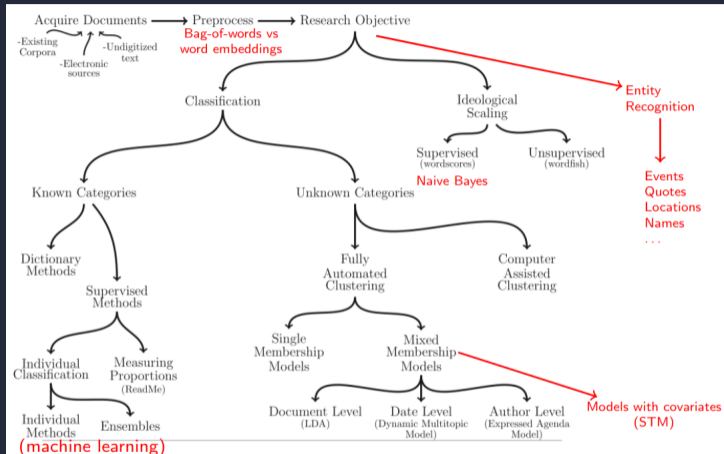 Acquire Documents
Preprocess
Research Objective
-Existing
Corpora
-Electronic
sources
-Undigitized
text
Bag-of-words vs
word embeddings
Classification
Ideological
Scaling
Entity
Recognition
Supervised
(wordscores)
Naive Bayes
Unsupervised
(wordfish)
Events
Quotes
Locations
Names
...
Known Categories
Unknown Categories
Dictionary
Methods
Supervised
Methods
Fully
Automated
Clustering
Computer
Assisted
Clustering
Individual
Classification
Measuring
Proportions
(ReadMe)
Single
Membership
Models
Mixed
Membership
Models
Models with covariates
(STM)
Individual
Methods
(machine learning)
Ensembles
Document Level
(LDA)
Date Level
(Dynamic Multitopic
Model)
Author Level
(Expressed Agenda
Model)